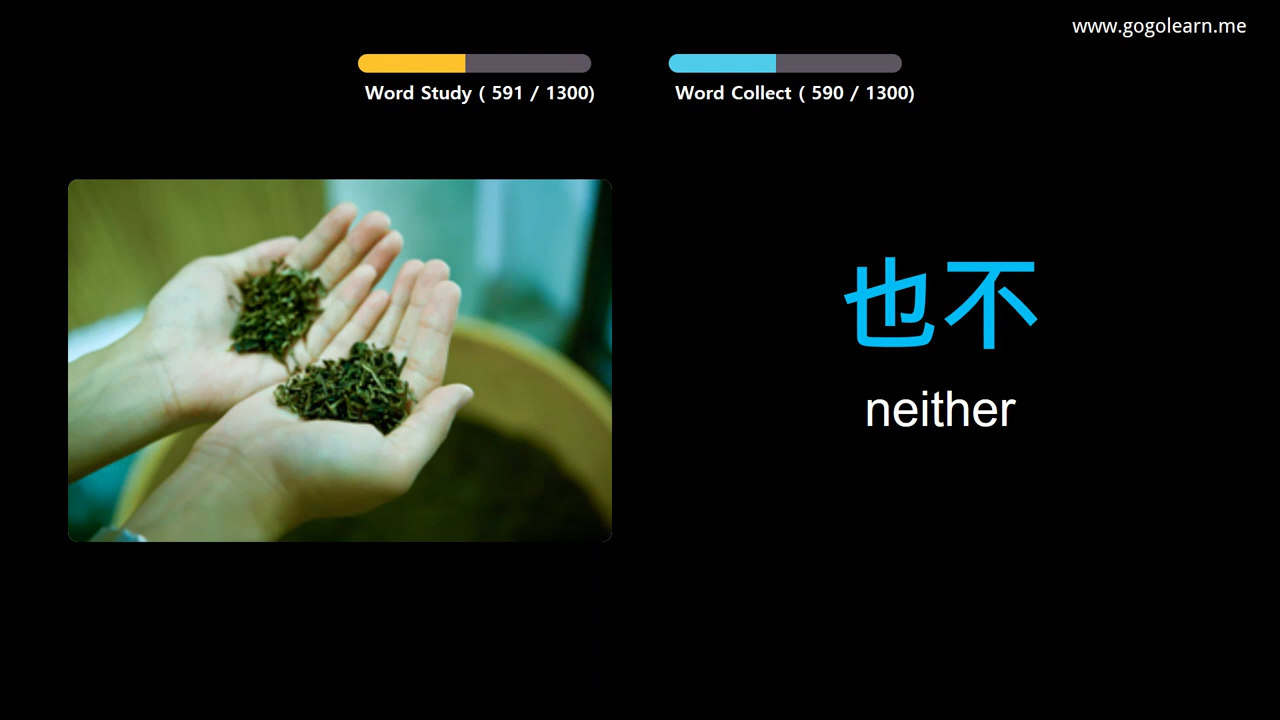 www.gogolearn.me
Word Study ( 591 / 1300)
Word Collect ( 590 / 1300)
也不
neither